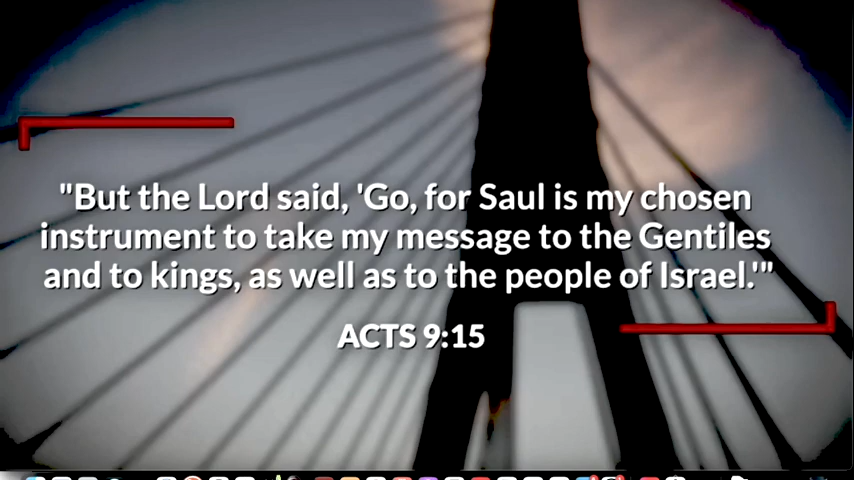 "But the Lord said, 'Go, for Saul is my chosen
instrument to take my message to the Gentiles
and to kings, as well as to the people of Israel.'"
ACTS 9:15